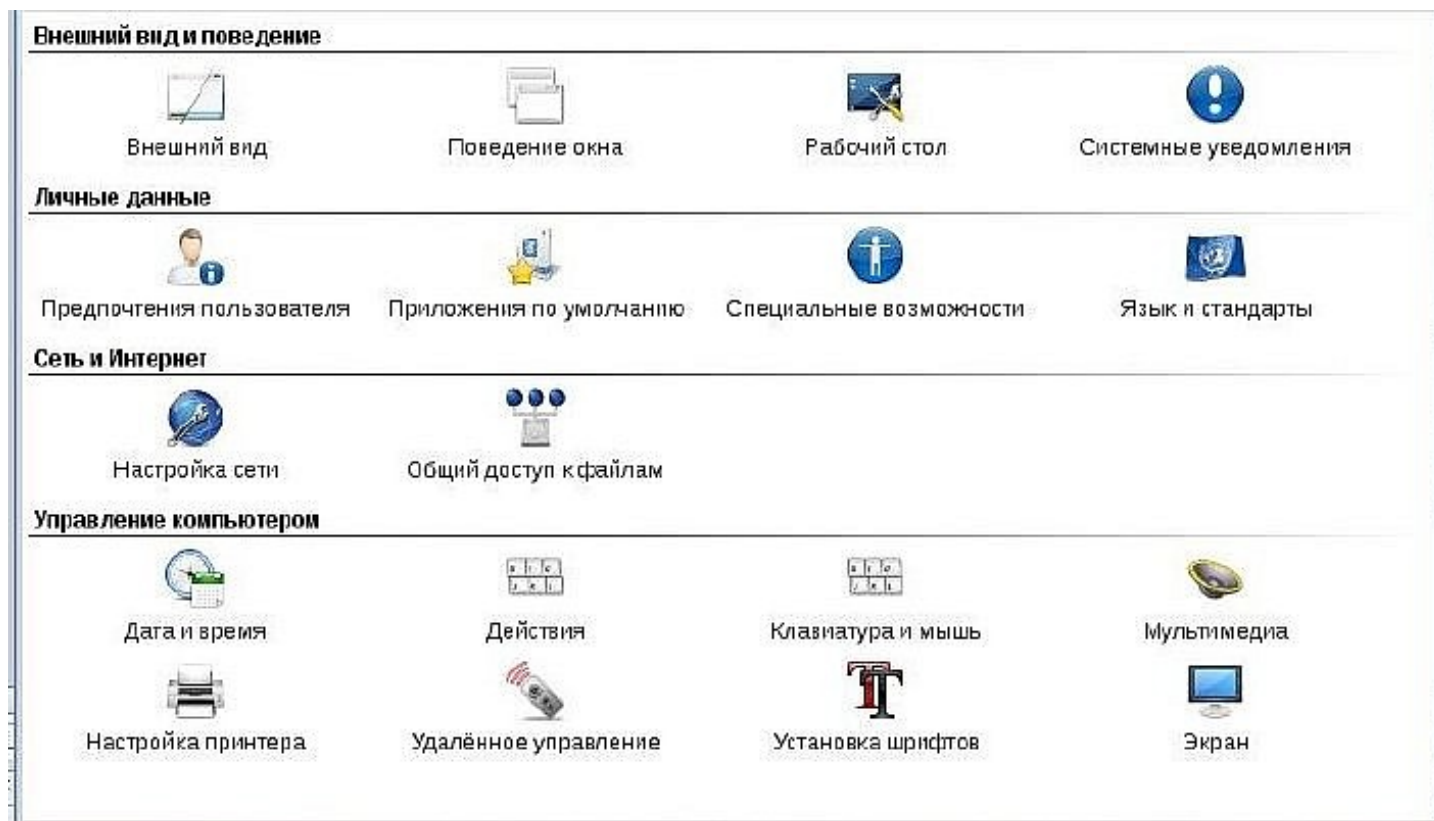 Внешний вид и поведение
Внешний вид Поведение окна Рабочий стол Системные уведомления
Личные данные
Предпочтения пользователя Приложения по умолчанию Специальные возможности Язык и стандарты
Сеть и Интернет
Настройка сети Общий доступ к файлам
Управление компьютером
Дата и время Действия Клавиатура и мышь Мультимедиа
Настройка принтера Удалённое управление Установка шрифтов Экран